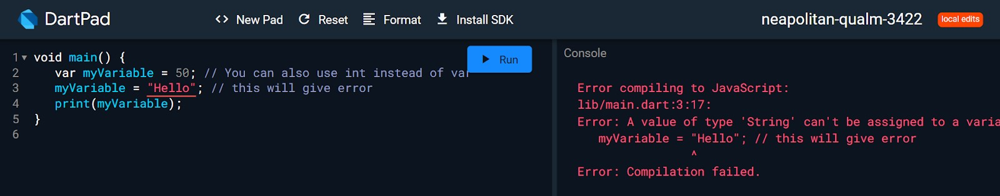 DartPad
<> New Pad Reset Format Install SDK
neapolitan-qualm-3422 local edits
1 void main() {
2 var myVariable = 50; // You can also use int instead of var
3 myVariable = "Hello"; // this will give error
4 print(myVariable);
5 }
6
Run
Console
Error compiling to JavaScript:
lib/main.dart:3:17:
Error: A value of type 'String' can't be assigned to a varia
myVariable = "Hello"; // this will give error
^
Error: Compilation failed.